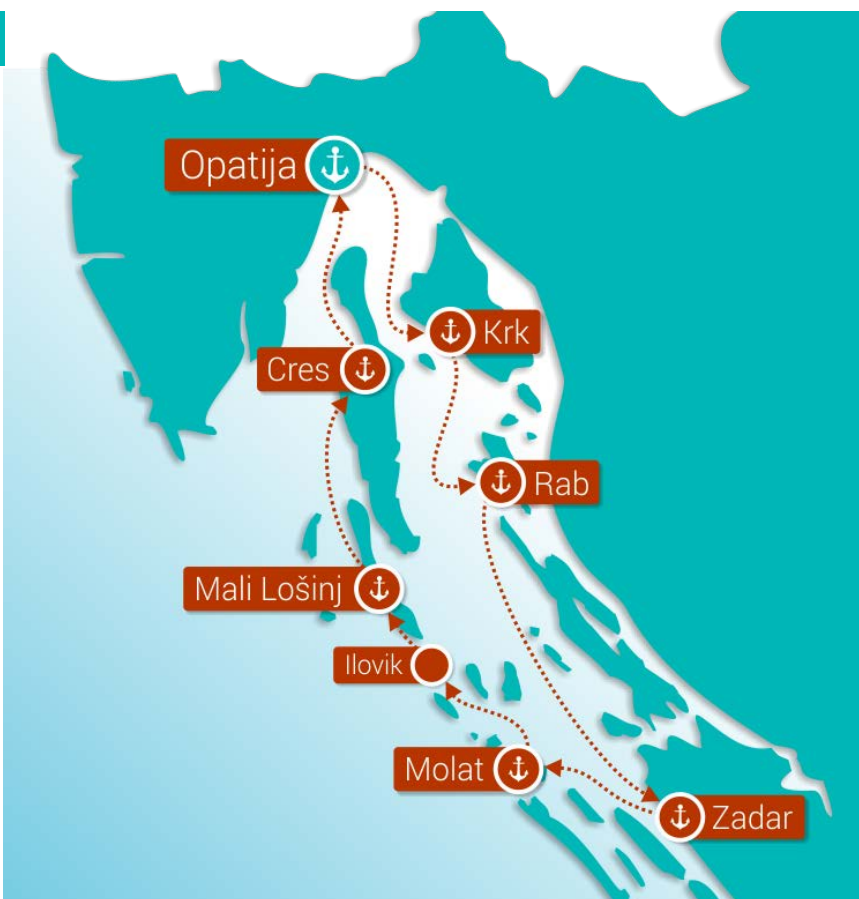 Opatija
Krk
Cres
Rab
Mali Lošinj
Ilovik
Molat
Zadar